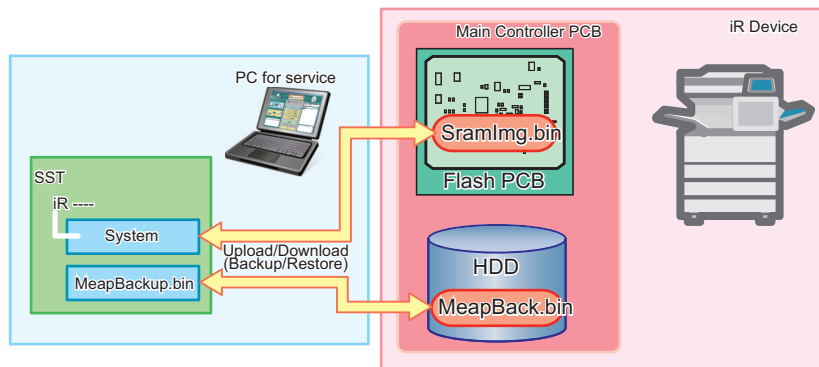 Main Controller PCB
iR Device
PC for service
SramImg.bin
Flash PCB
SST
iR ----
System
Upload/Download
(Backup/Restore)
MeapBackup.bin
HDD
MeapBack.bin